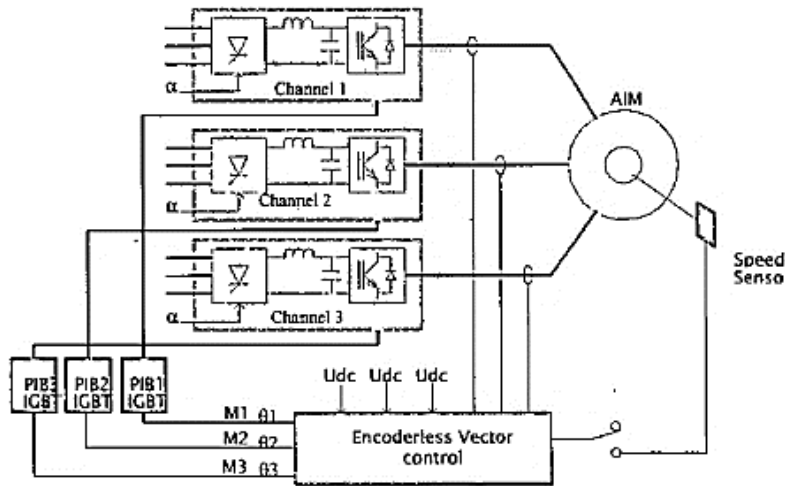 α
Channel 1
AIM
α
Channel 2
Speed
Senso
α
Channel 3
PIB3
IGBT
PIB2
IGBT
PIB1
IGBT
Udc Udc Udc
M1 θ1
M2 θ2
M3 θ3
Encoderless Vector
control